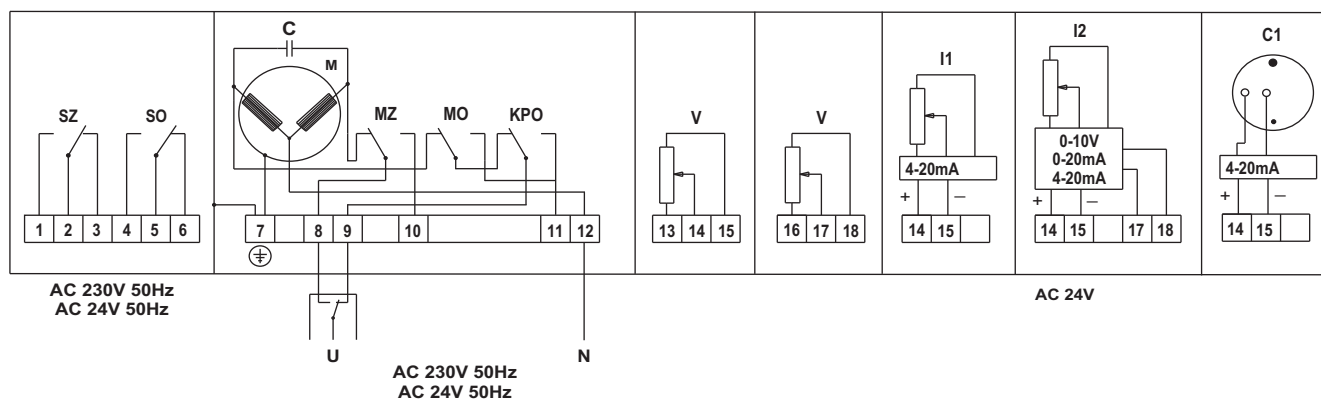 C
M
SZ SO
MZ MO KPO
V
V
I1
I2
C1
4-20mA
0-10V
0-20mA
4-20mA
4-20mA
+ –
+ –
+ –
1 2 3 4 5 6
7 8 9 10 11 12
13 14 15
16 17 18
14 15
14 15 17 18
14 15
AC 230V 50Hz
AC 24V 50Hz
AC 24V
U N
AC 230V 50Hz
AC 24V 50Hz